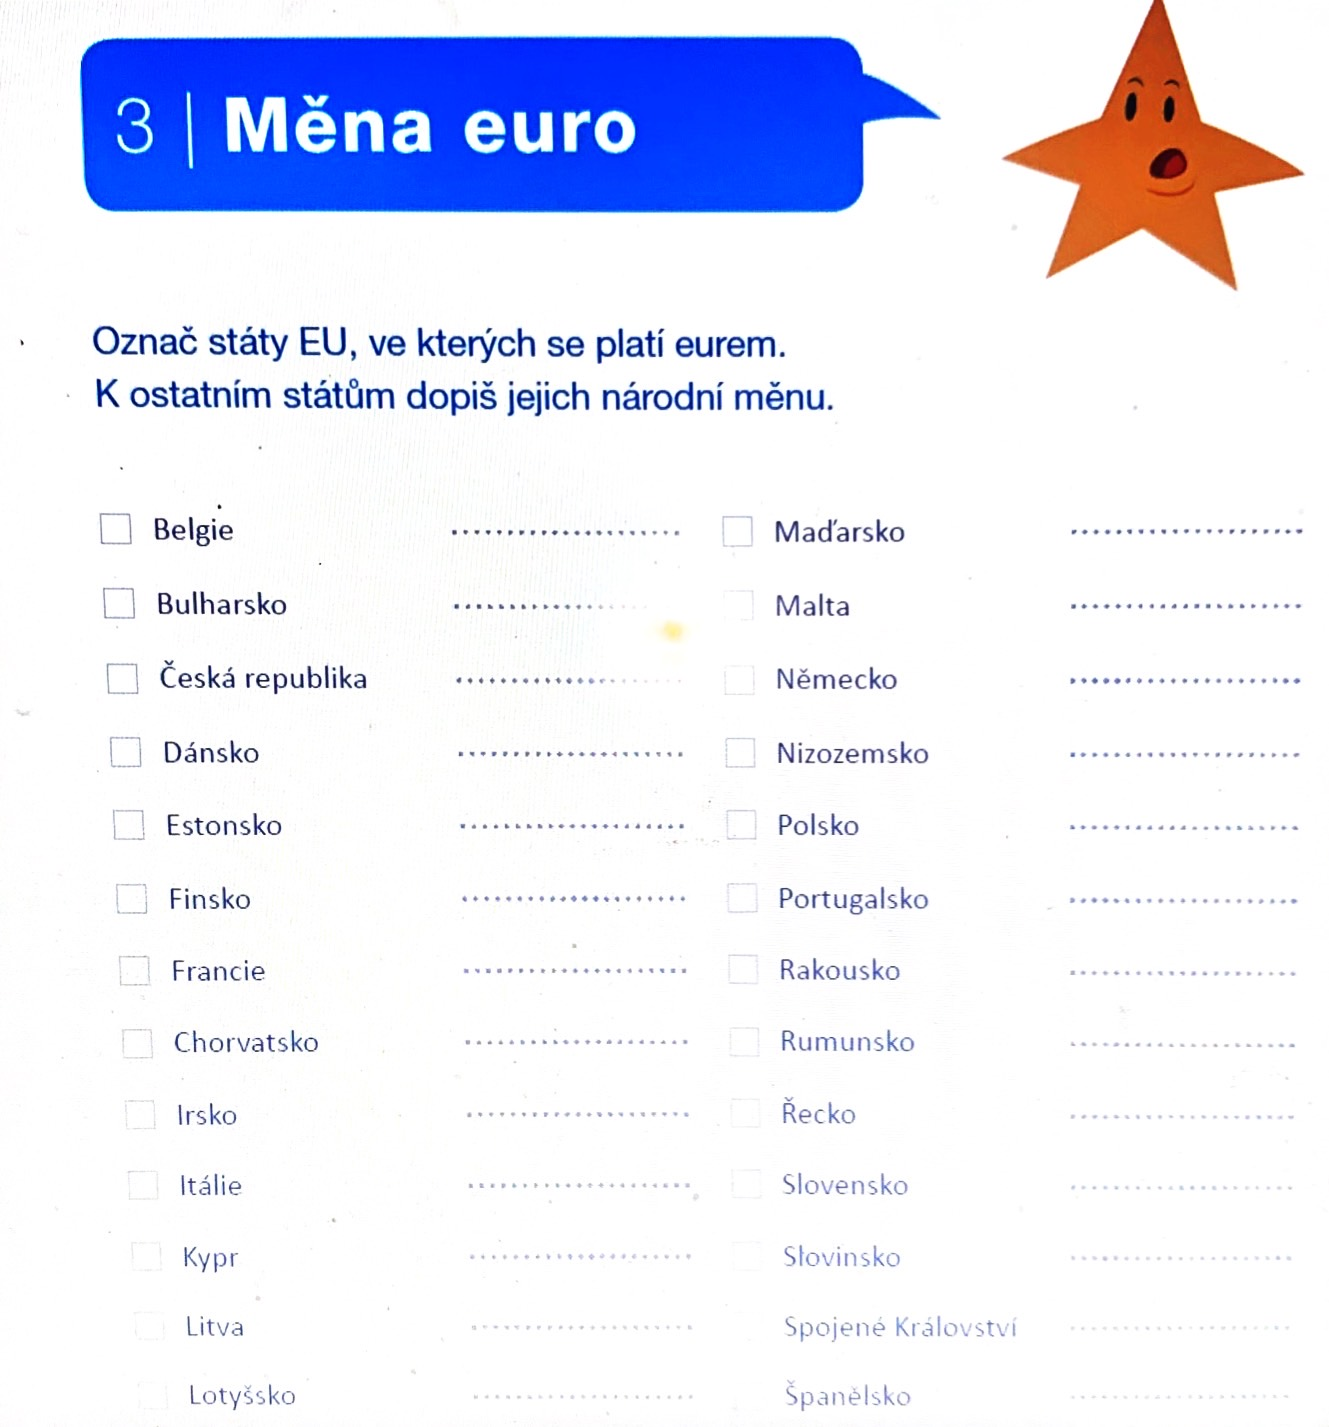 3 | Měna euro
Označ státy EU, ve kterých se platí eurem.
K ostatním státům dopiš jejich národní měnu.
Belgie
Bulharsko
Česká republika
Dánsko
Estonsko
Finsko
Francie
Chorvatsko
Irsko
Itálie
Kypr
Litva
Lotyšsko
Maďarsko
Malta
Německo
Nizozemsko
Polsko
Portugalsko
Rakousko
Rumunsko
Řecko
Slovensko
Slovinsko
Spojené Království
Španělsko